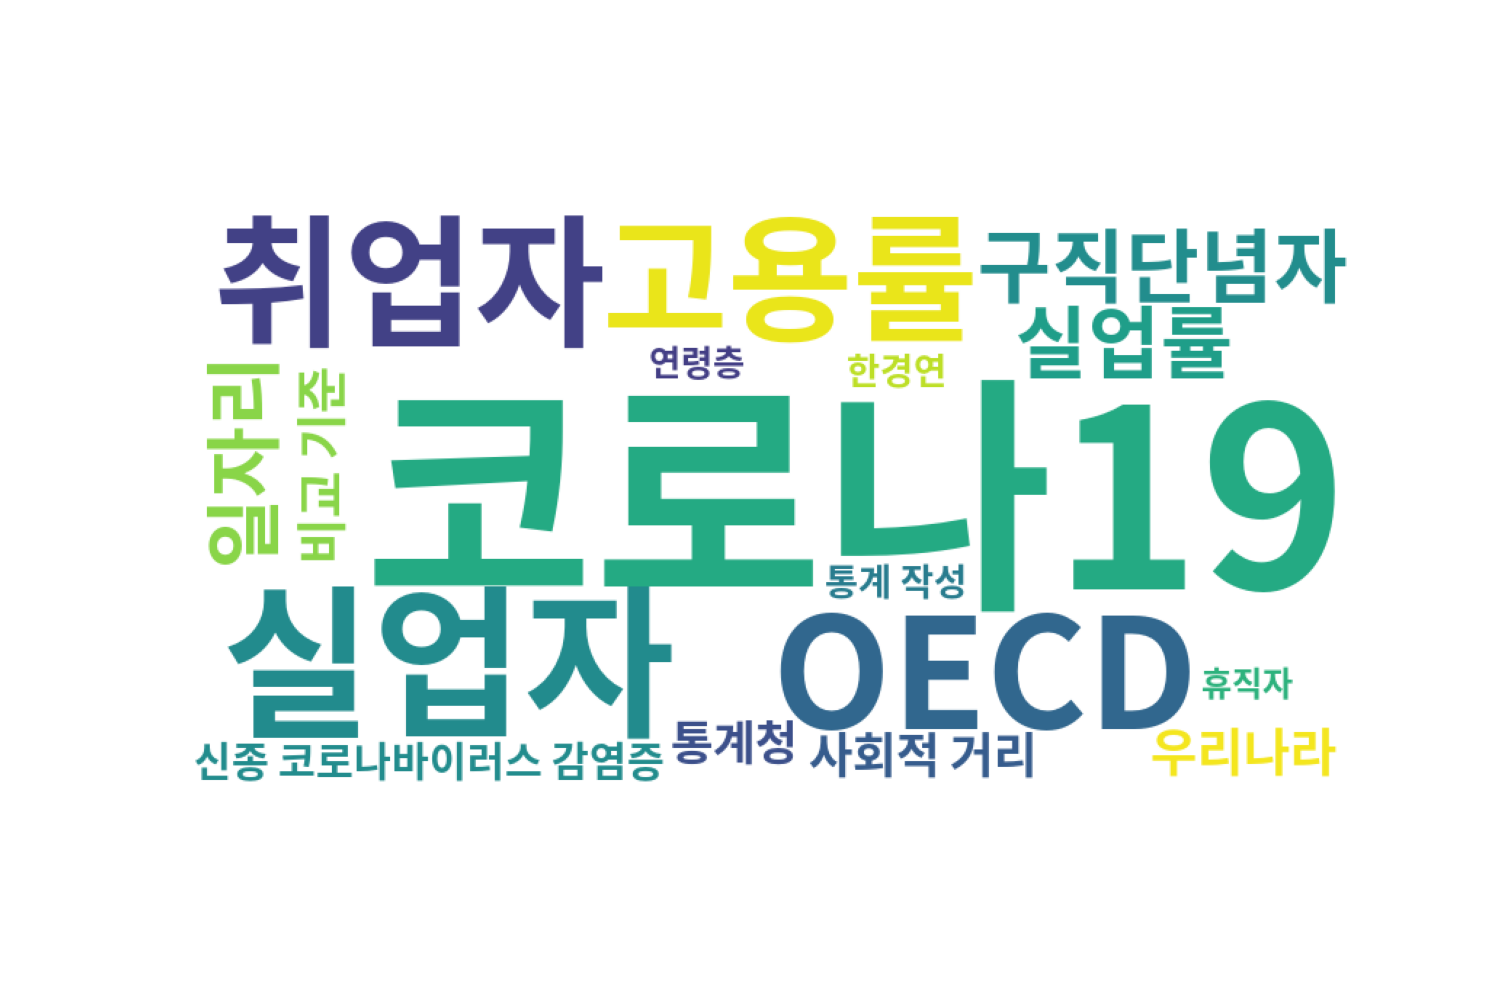 취업자
고용률
구직단념자
실업률
연령층
한경연
일자리
비교 기준
코로나19
통계 작성
실업자
OECD
휴직자
신종 코로나바이러스 감염증
통계청
사회적 거리
우리나라